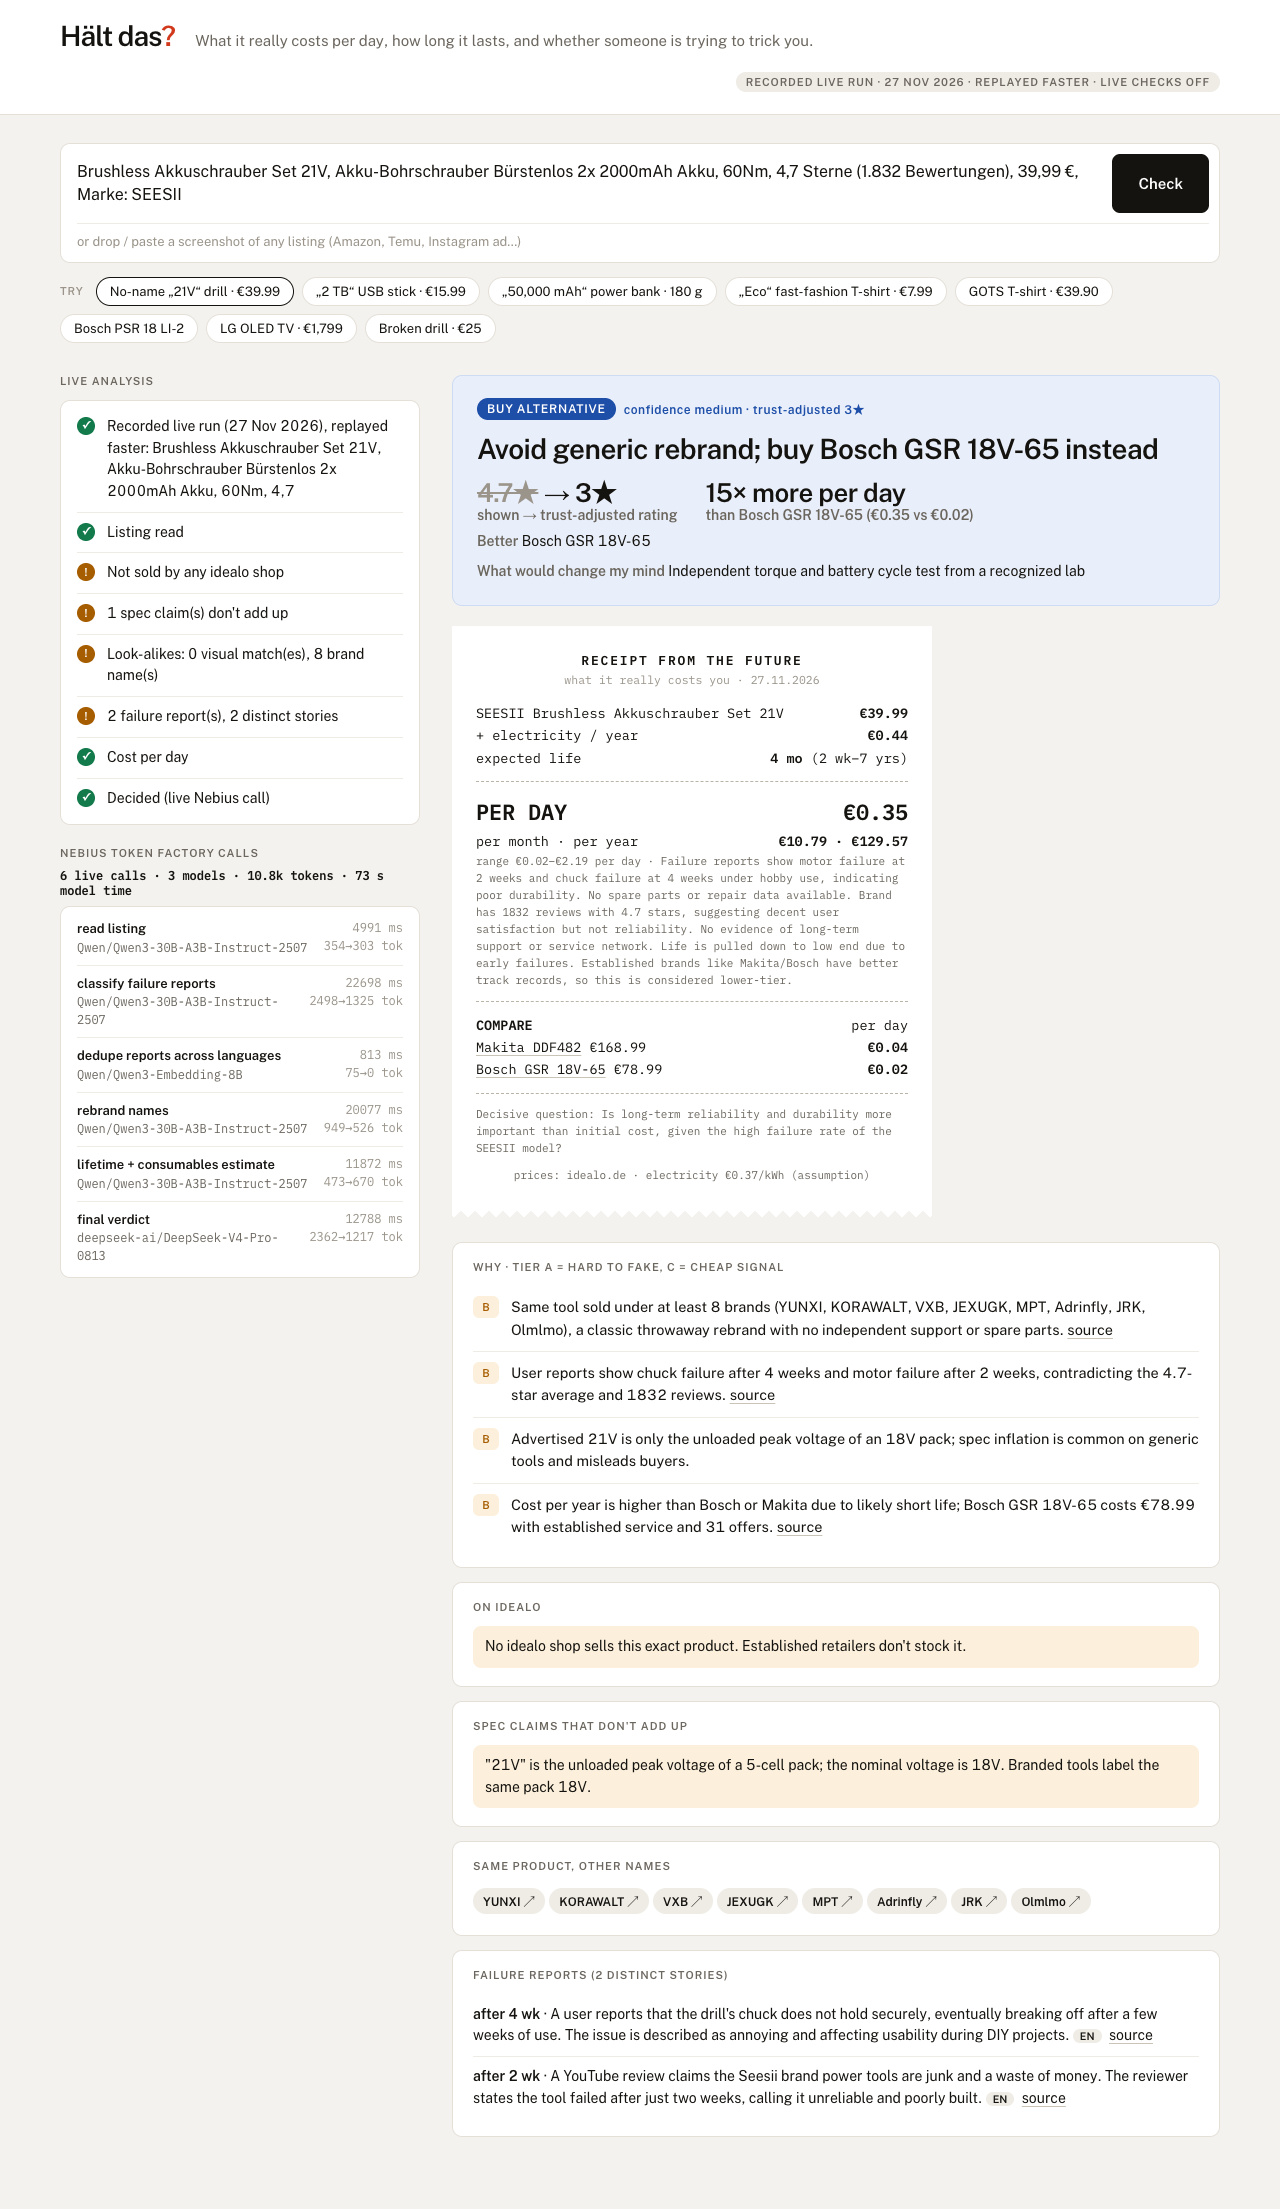 Hält das?
What it really costs per day, how long it lasts, and whether someone is trying to trick you.
RECORDED LIVE RUN · 27 NOV 2026 · REPLAYED FASTER · LIVE CHECKS OFF
Brushless Akkuschrauber Set 21V, Akku-Bohrschrauber Bürstenlos 2x 2000mAh Akku, 60Nm, 4,7 Sterne (1.832 Bewertungen), 39,99 €,
Marke: SEESII
Check
or drop / paste a screenshot of any listing (Amazon, Temu, Instagram ad...)
TRY
No-name „21V“ drill · €39.99
„2 TB“ USB stick · €15.99
„50,000 mAh“ power bank · 180 g
„Eco“ fast-fashion T-shirt · €7.99
GOTS T-shirt · €39.90
Bosch PSR 18 LI-2
LG OLED TV · €1,799
Broken drill · €25
LIVE ANALYSIS
Recorded live run (27 Nov 2026), replayed
faster: Brushless Akkuschrauber Set 21V,
Akku-Bohrschrauber Bürstenlos 2x
2000mAh Akku, 60Nm, 4,7
Listing read
! Not sold by any idealo shop
! 1 spec claim(s) don't add up
! Look-alikes: 0 visual match(es), 8 brand
name(s)
! 2 failure report(s), 2 distinct stories
Cost per day
Decided (live Nebius call)
NEBIUS TOKEN FACTORY CALLS
6 live calls · 3 models · 10.8k tokens · 73 s
model time
read listing 4991 ms
Qwen/Qwen3-30B-A3B-Instruct-2507 354→303 tok
classify failure reports 22698 ms
Qwen/Qwen3-30B-A3B-Instruct- 2498→1325 tok
2507
dedupe reports across languages 813 ms
Qwen/Qwen3-Embedding-8B 75→0 tok
rebrand names 20077 ms
Qwen/Qwen3-30B-A3B-Instruct-2507 949→526 tok
lifetime + consumables estimate 11872 ms
Qwen/Qwen3-30B-A3B-Instruct-2507 473→670 tok
final verdict 12788 ms
deepseek-ai/DeepSeek-V4-Pro- 2362→1217 tok
0813
BUY ALTERNATIVE confidence medium · trust-adjusted 3★
Avoid generic rebrand; buy Bosch GSR 18V-65 instead
4.7★ → 3★
shown → trust-adjusted rating
15× more per day
than Bosch GSR 18V-65 (€0.35 vs €0.02)
Better Bosch GSR 18V-65
What would change my mind Independent torque and battery cycle test from a recognized lab
RECEIPT FROM THE FUTURE
what it really costs you · 27.11.2026
SEESII Brushless Akkuschrauber Set 21V €39.99
+ electricity / year €0.44
expected life 4 mo (2 wk–7 yrs)
PER DAY €0.35
per month · per year €10.79 · €129.57
range €0.02–€2.19 per day · Failure reports show motor failure at
2 weeks and chuck failure at 4 weeks under hobby use, indicating
poor durability. No spare parts or repair data available. Brand
has 1832 reviews with 4.7 stars, suggesting decent user
satisfaction but not reliability. No evidence of long-term
support or service network. Life is pulled down to low end due to
early failures. Established brands like Makita/Bosch have better
track records, so this is considered lower-tier.
COMPARE per day
Makita DDF482 €168.99 €0.04
Bosch GSR 18V-65 €78.99 €0.02
Decisive question: Is long-term reliability and durability more
important than initial cost, given the high failure rate of the
SEESII model?
prices: idealo.de · electricity €0.37/kWh (assumption)
WHY · TIER A = HARD TO FAKE, C = CHEAP SIGNAL
B Same tool sold under at least 8 brands (YUNXI, KORAWALT, VXB, JEXUGK, MPT, Adrinfly, JRK,
Olmlmo), a classic throwaway rebrand with no independent support or spare parts. source
B User reports show chuck failure after 4 weeks and motor failure after 2 weeks, contradicting the 4.7-
star average and 1832 reviews. source
B Advertised 21V is only the unloaded peak voltage of an 18V pack; spec inflation is common on generic
tools and misleads buyers.
B Cost per year is higher than Bosch or Makita due to likely short life; Bosch GSR 18V-65 costs €78.99
with established service and 31 offers. source
ON IDEALO
No idealo shop sells this exact product. Established retailers don't stock it.
SPEC CLAIMS THAT DON'T ADD UP
"21V" is the unloaded peak voltage of a 5-cell pack; the nominal voltage is 18V. Branded tools label the
same pack 18V.
SAME PRODUCT, OTHER NAMES
YUNXI ↗ KORAWALT ↗ VXB ↗ JEXUGK ↗ MPT ↗ Adrinfly ↗ JRK ↗ Olmlmo ↗
FAILURE REPORTS (2 DISTINCT STORIES)
after 4 wk · A user reports that the drill's chuck does not hold securely, eventually breaking off after a few
weeks of use. The issue is described as annoying and affecting usability during DIY projects. EN source
after 2 wk · A YouTube review claims the Seesii brand power tools are junk and a waste of money. The reviewer
states the tool failed after just two weeks, calling it unreliable and poorly built. EN source